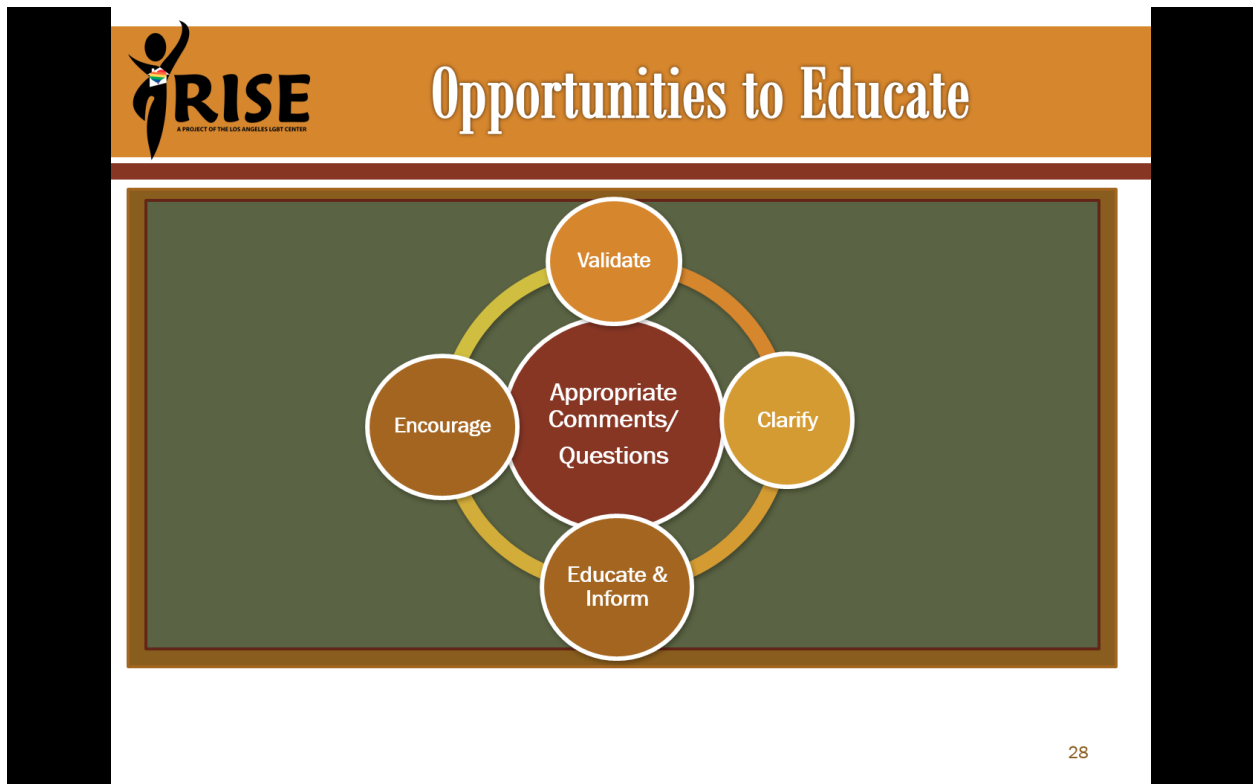 RISE
A PROJECT OF THE LOS ANGELES LGBT CENTER
Opportunities to Educate
Validate
Appropriate
Comments/
Questions
Encourage
Clarify
Educate &
Inform
28